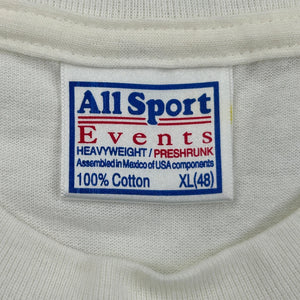 All Sport
Events
HEAVYWEIGHT / PRESHRUNK
Assembled in Mexico of USA components
100% Cotton XL(48)